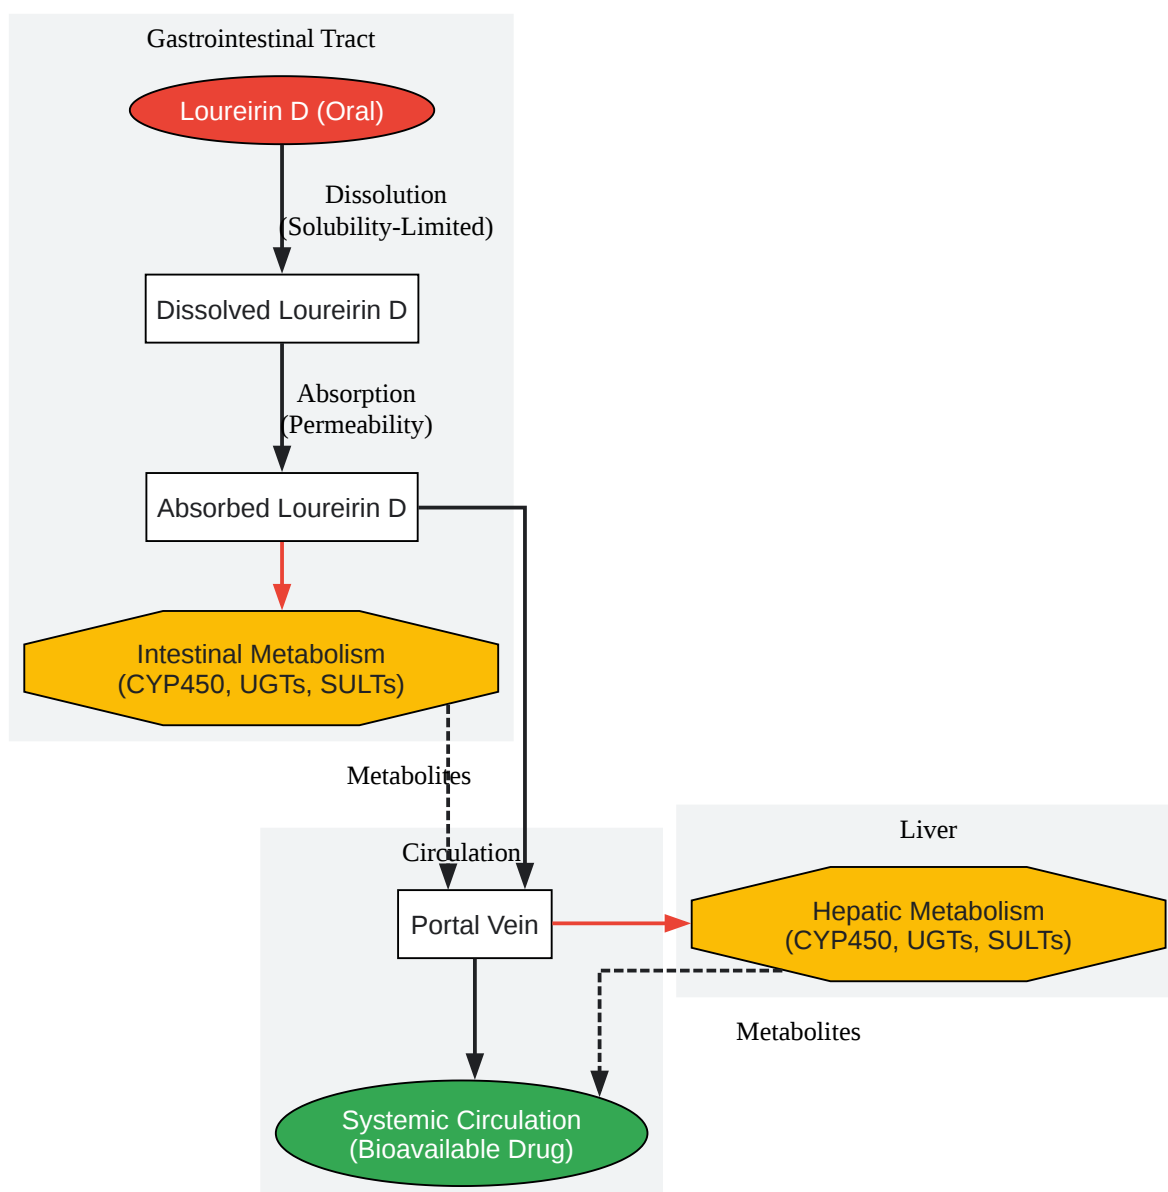 Gastrointestinal Tract
Loureirin D (Oral)
Dissolution
(Solubility-Limited)
Dissolved Loureirin D
Absorption
(Permeability)
Absorbed Loureirin D
Intestinal Metabolism
(CYP450, UGTs, SULTs)
Metabolites
Circulation
Portal Vein
Liver
Hepatic Metabolism
(CYP450, UGTs, SULTs)
Metabolites
Systemic Circulation
(Bioavailable Drug)